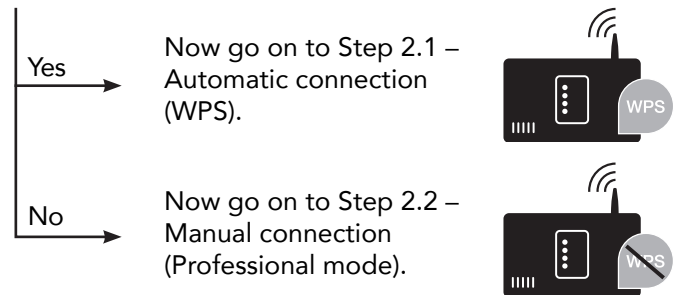 Yes
Now go on to Step 2.1 –
Automatic connection
(WPS).
WPS
No
Now go on to Step 2.2 –
Manual connection
(Professional mode).
WPS